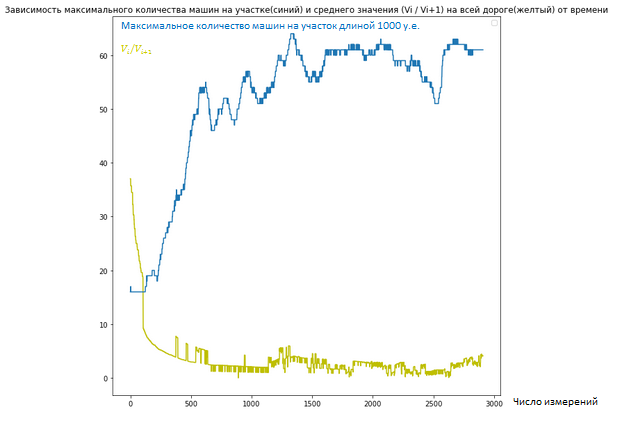 Зависимость максимального количества машин на участке(синий) и среднего значения (Vi / Vi+1) на всей дороге(желтый) от времени
Максимальное количество машин на участок длиной 1000 у.е.
Vᵢ/Vᵢ₊₁
60
50
40
30
20
10
0
0 500 1000 1500 2000 2500 3000
Число измерений